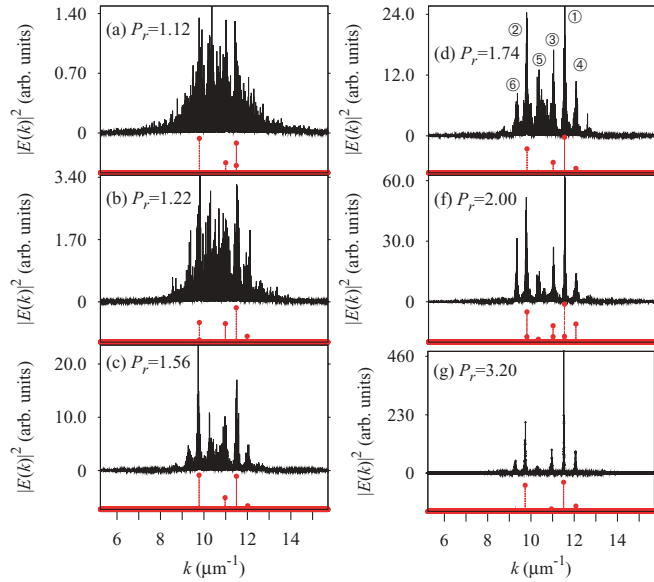 (a) P_r=1.12
1.40
0.70
0
|E(k)|² (arb. units)
(b) P_r=1.22
3.40
1.70
0
|E(k)|² (arb. units)
(c) P_r=1.56
20.0
10.0
0
|E(k)|² (arb. units)
6 8 10 12 14
k (μm⁻¹)
(d) P_r=1.74
24.0
12.0
0
|E(k)|² (arb. units)
① ② ③ ④ ⑤ ⑥
(f) P_r=2.00
60.0
30.0
0.0
|E(k)|² (arb. units)
(g) P_r=3.20
460
230
0
|E(k)|² (arb. units)
6 8 10 12 14
k (μm⁻¹)